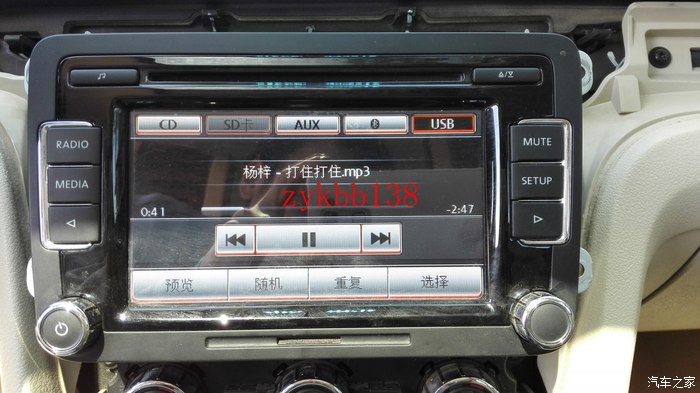 CD SD卡 AUX USB
RADIO MUTE
杨梓 - 打住打住.mp3
MEDIA SETUP
zykbb138
0:41 -2:47
预览 随机 重复 选择
汽车之家